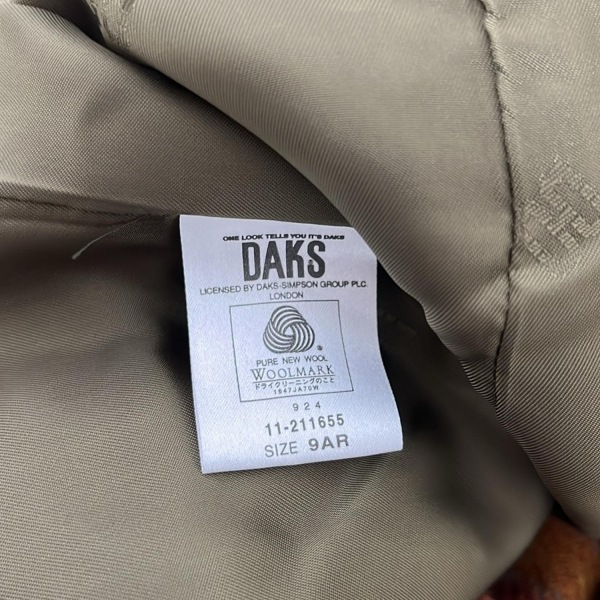 ONE LOOK TELLS YOU IT'S DAKS
DAKS
LICENSED BY DAKS-SIMPSON GROUP PLC.
LONDON
PURE NEW WOOL
WOOLMARK
ドライクリーニングのこと
1847JA70W
924
11-211655
SIZE 9AR